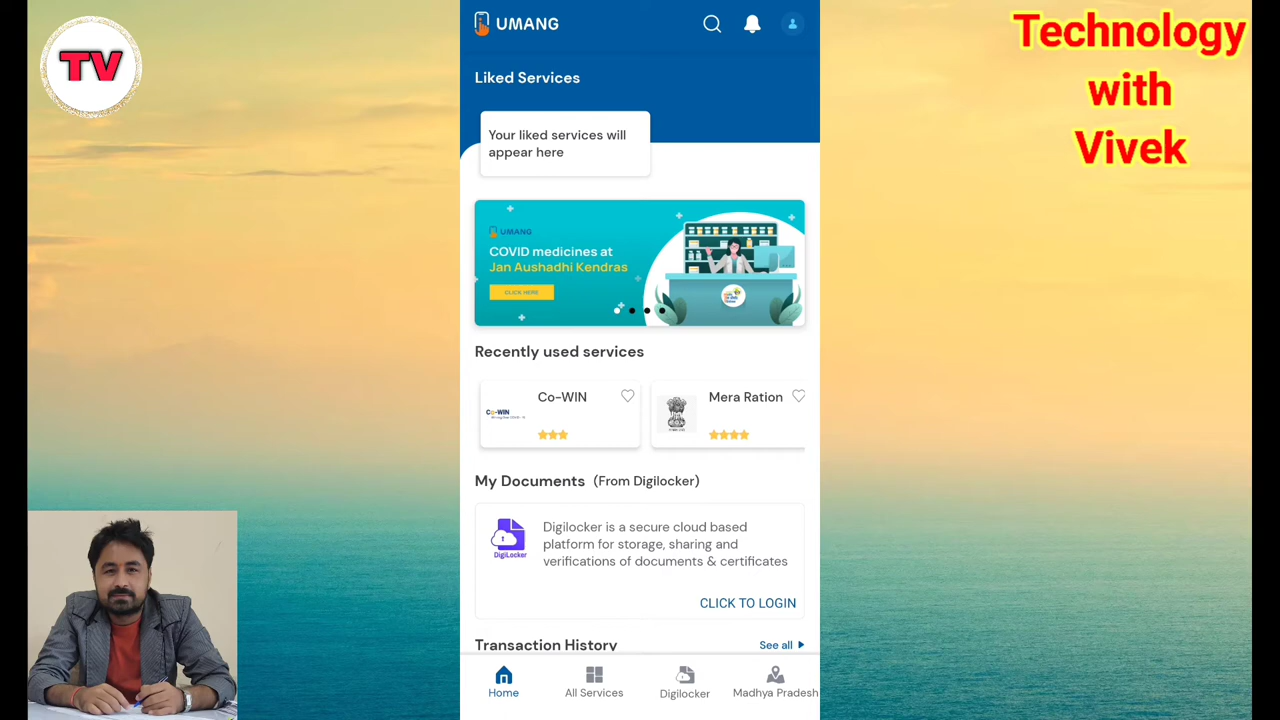 TV
Technology
with
Vivek
UMANG
Liked Services
Your liked services will
appear here
UMANG
COVID medicines at
Jan Aushadhi Kendras
CLICK HERE
Recently used services
Co-WIN
Co-WIN
Mera Ration
My Documents (From Digilocker)
Digilocker is a secure cloud based
platform for storage, sharing and
verifications of documents & certificates
DigiLocker
CLICK TO LOGIN
Transaction History
See all
Home
All Services
Digilocker
Madhya Pradesh